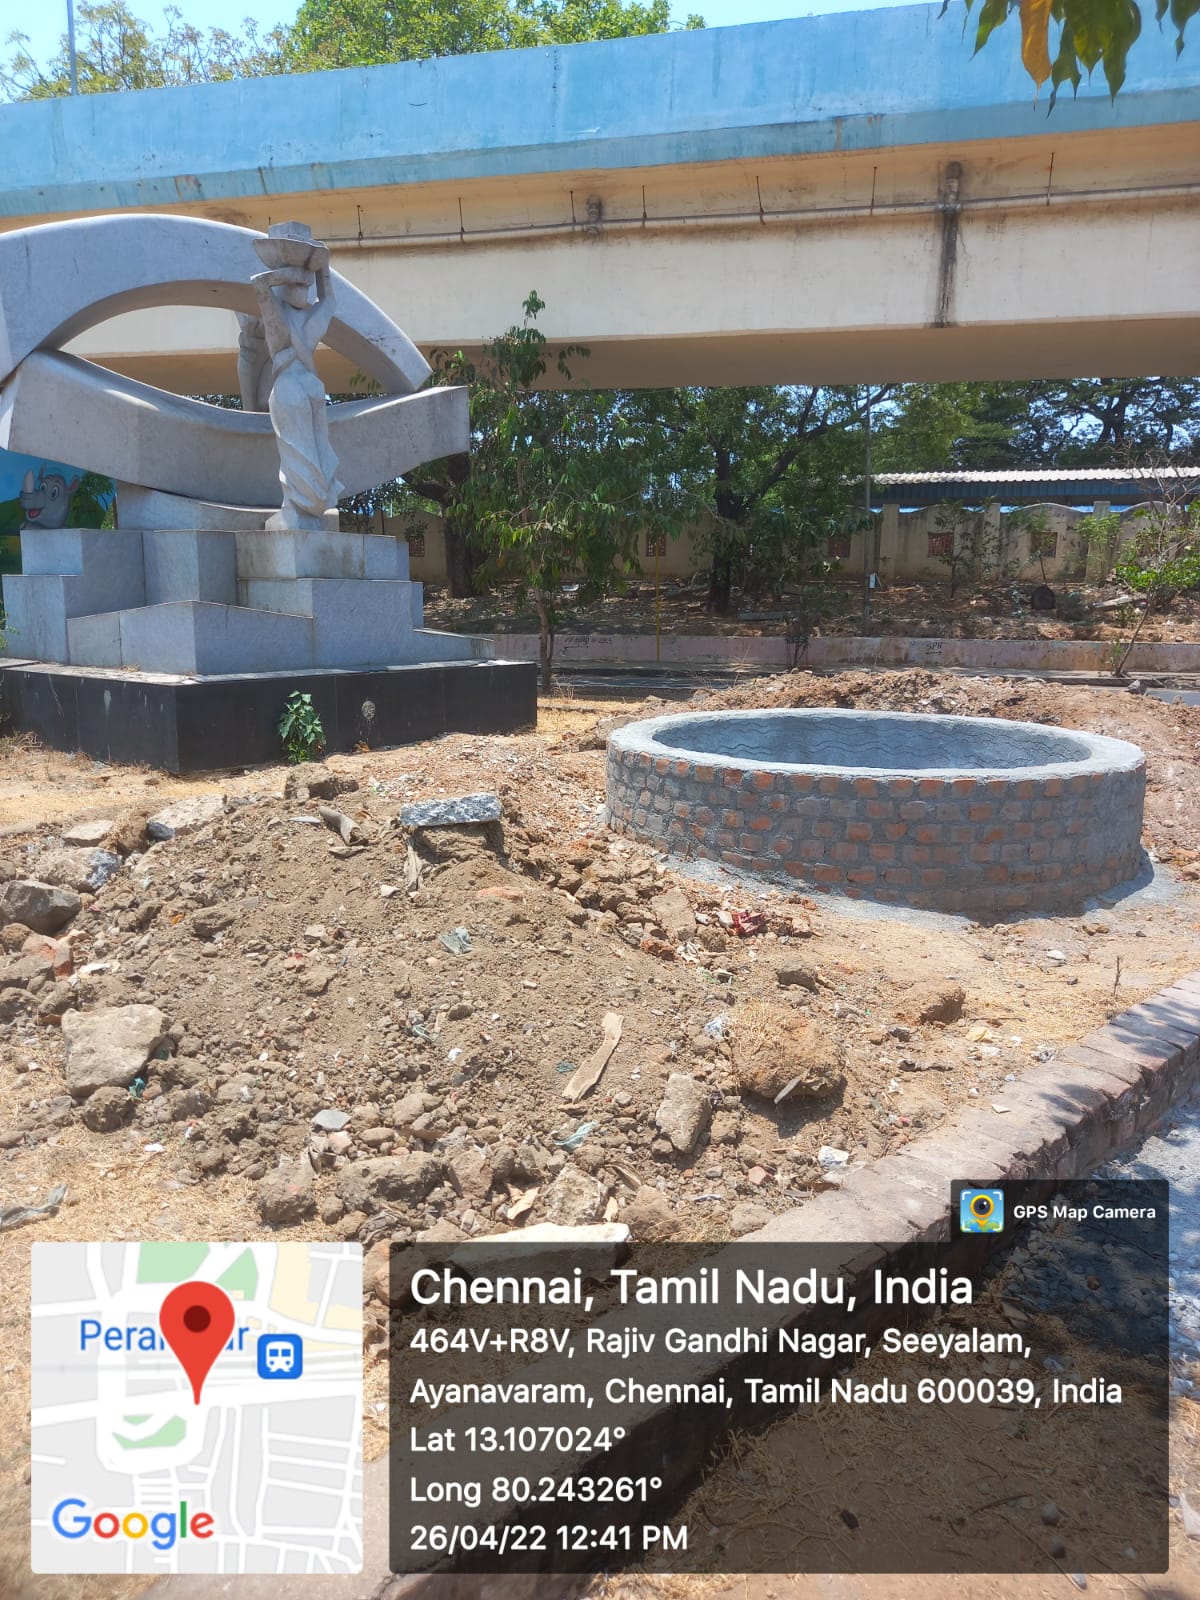 SPR
GPS Map Camera
Chennai, Tamil Nadu, India
464V+R8V, Rajiv Gandhi Nagar, Seeyalam,
Ayanavaram, Chennai, Tamil Nadu 600039, India
Lat 13.107024°
Long 80.243261°
26/04/22 12:41 PM
Google